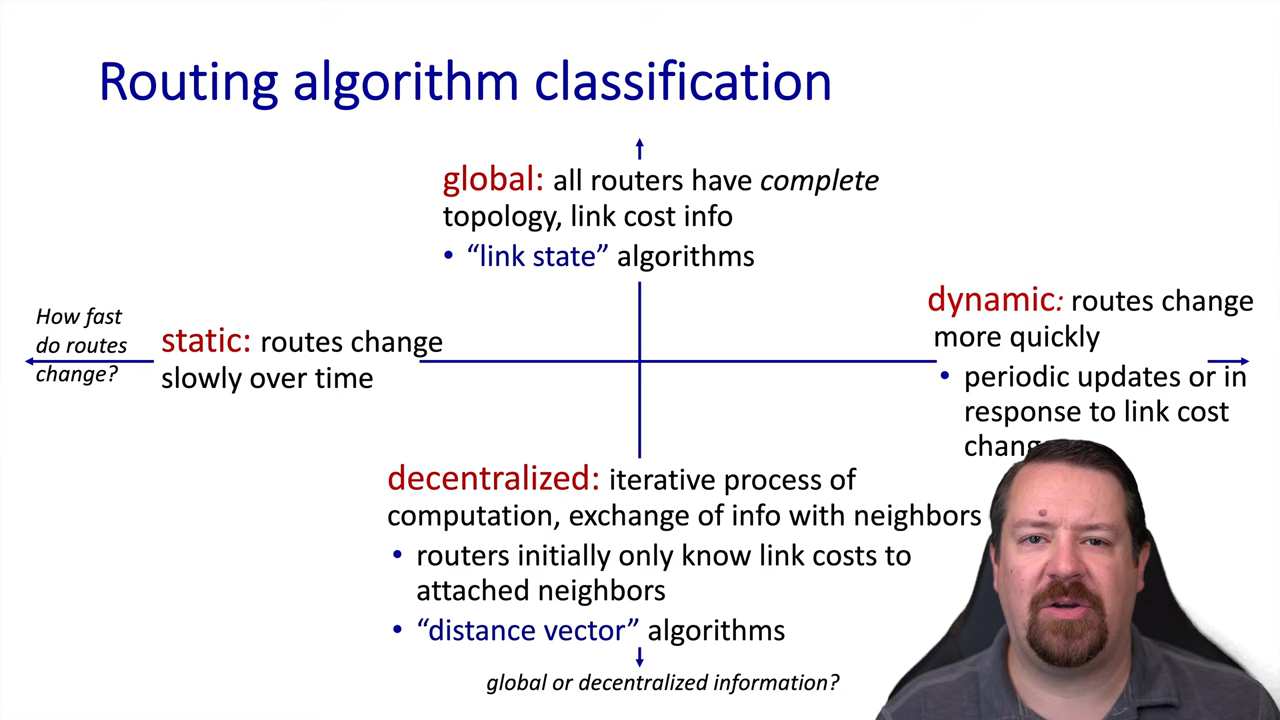 Routing algorithm classification
global: all routers have complete
topology, link cost info
• “link state” algorithms
How fast
do routes
change?
static: routes change
slowly over time
dynamic: routes change
more quickly
• periodic updates or in
response to link cost
decentralized: iterative process of
computation, exchange of info with neighbors
• routers initially only know link costs to
attached neighbors
• “distance vector” algorithms
global or decentralized information?